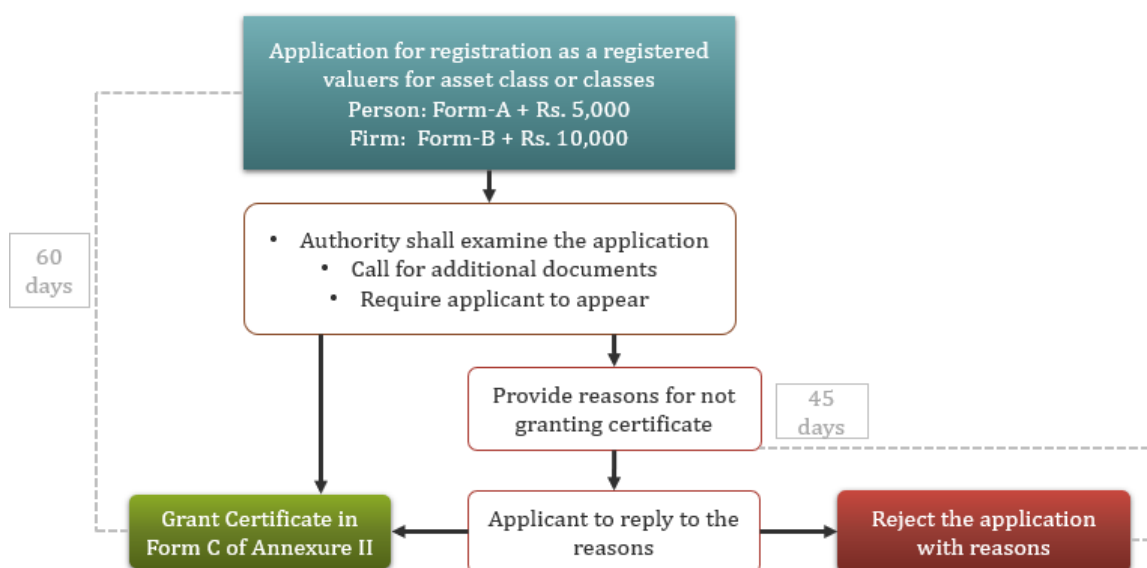 Application for registration as a registered
valuers for asset class or classes
Person: Form-A + Rs. 5,000
Firm: Form-B + Rs. 10,000
60
days
• Authority shall examine the application
• Call for additional documents
• Require applicant to appear
Provide reasons for not
granting certificate
45
days
Grant Certificate in
Form C of Annexure II
Applicant to reply to the
reasons
Reject the application
with reasons